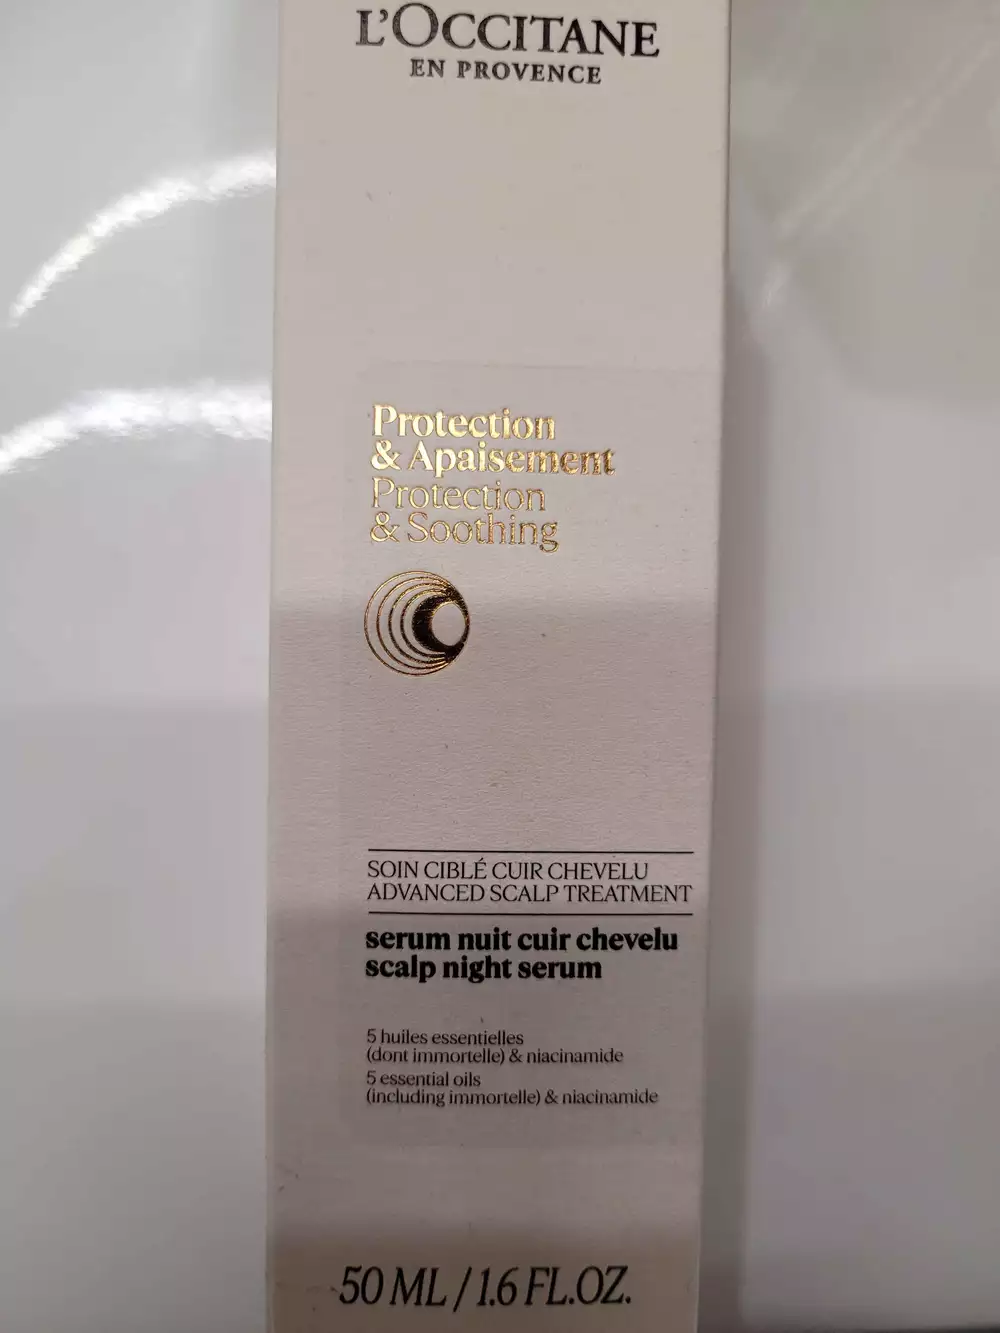 L'OCCITANE
EN PROVENCE
Protection
& Apaisement
Protection
& Soothing
SOIN CIBLÉ CUIR CHEVELU
ADVANCED SCALP TREATMENT
serum nuit cuir chevelu
scalp night serum
5 huiles essentielles
(dont immortelle) & niacinamide
5 essential oils
(including immortelle) & niacinamide
50 ML / 1.6 FL.OZ.